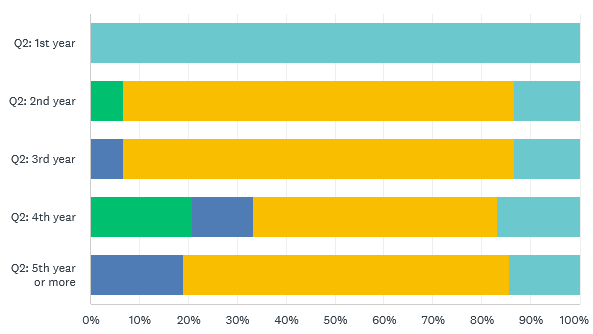 Q2: 1st year
Q2: 2nd year
Q2: 3rd year
Q2: 4th year
Q2: 5th year
or more
0% 10% 20% 30% 40% 50% 60% 70% 80% 90% 100%